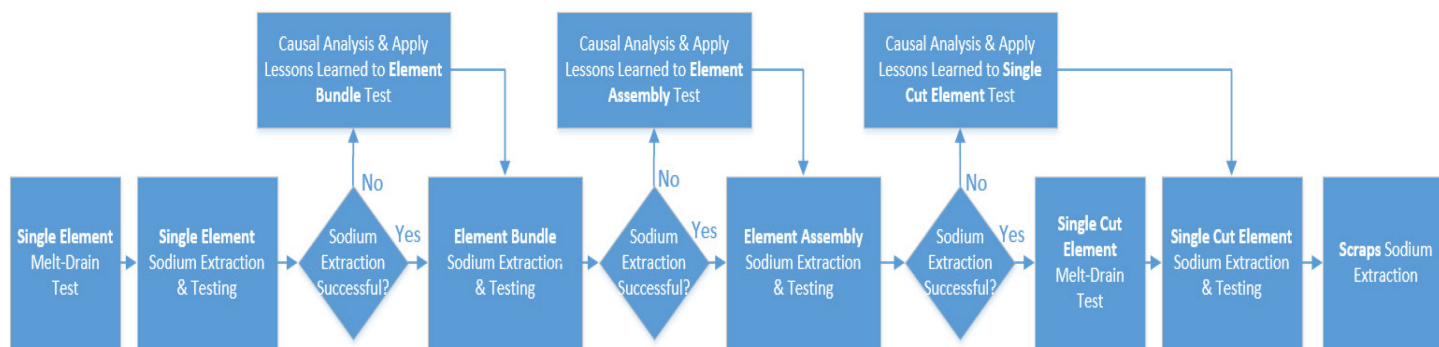 Causal Analysis & Apply
Lessons Learned to Element
Bundle Test
Causal Analysis & Apply
Lessons Learned to Element
Assembly Test
Causal Analysis & Apply
Lessons Learned to Single
Cut Element Test
No
No
No
Single Element
Melt-Drain
Test
Single Element
Sodium Extraction
& Testing
Sodium
Extraction
Successful?
Yes
Element Bundle
Sodium Extraction
& Testing
Sodium
Extraction
Successful?
Yes
Element Assembly
Sodium Extraction
& Testing
Sodium
Extraction
Successful?
Yes
Single Cut
Element
Melt-Drain
Test
Single Cut Element
Sodium Extraction
& Testing
Scraps Sodium
Extraction